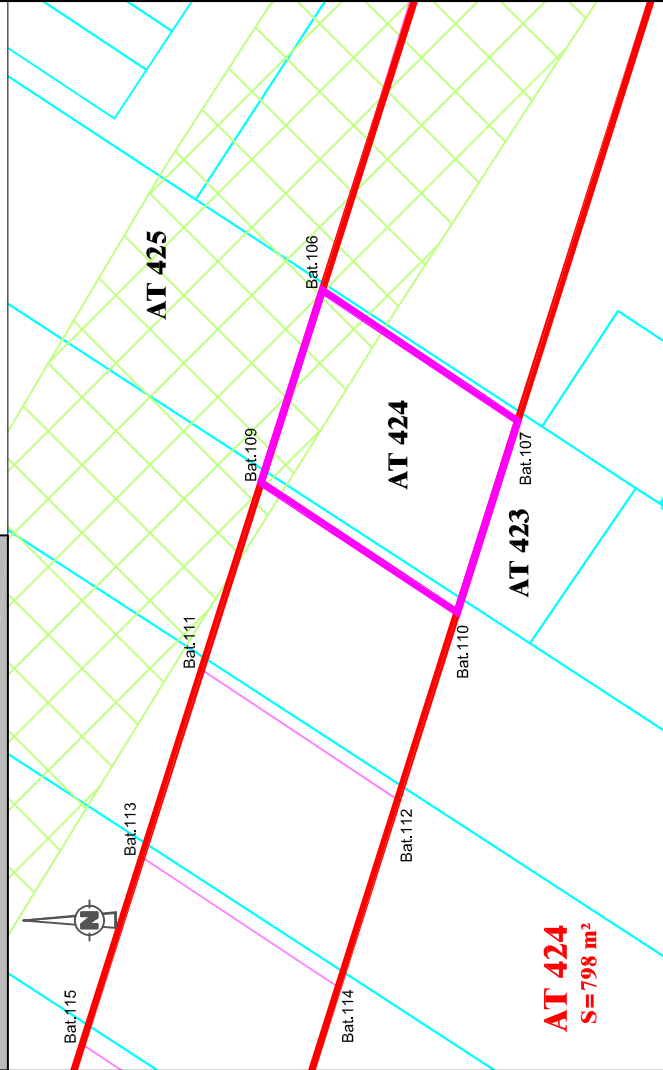 AT 425
Bat.106
Bat.109
AT 424
Bat.107
AT 423
Bat.110
Bat.111
Bat.112
Bat.113
Bat.114
Bat.115
N
AT 424
S=798 m²